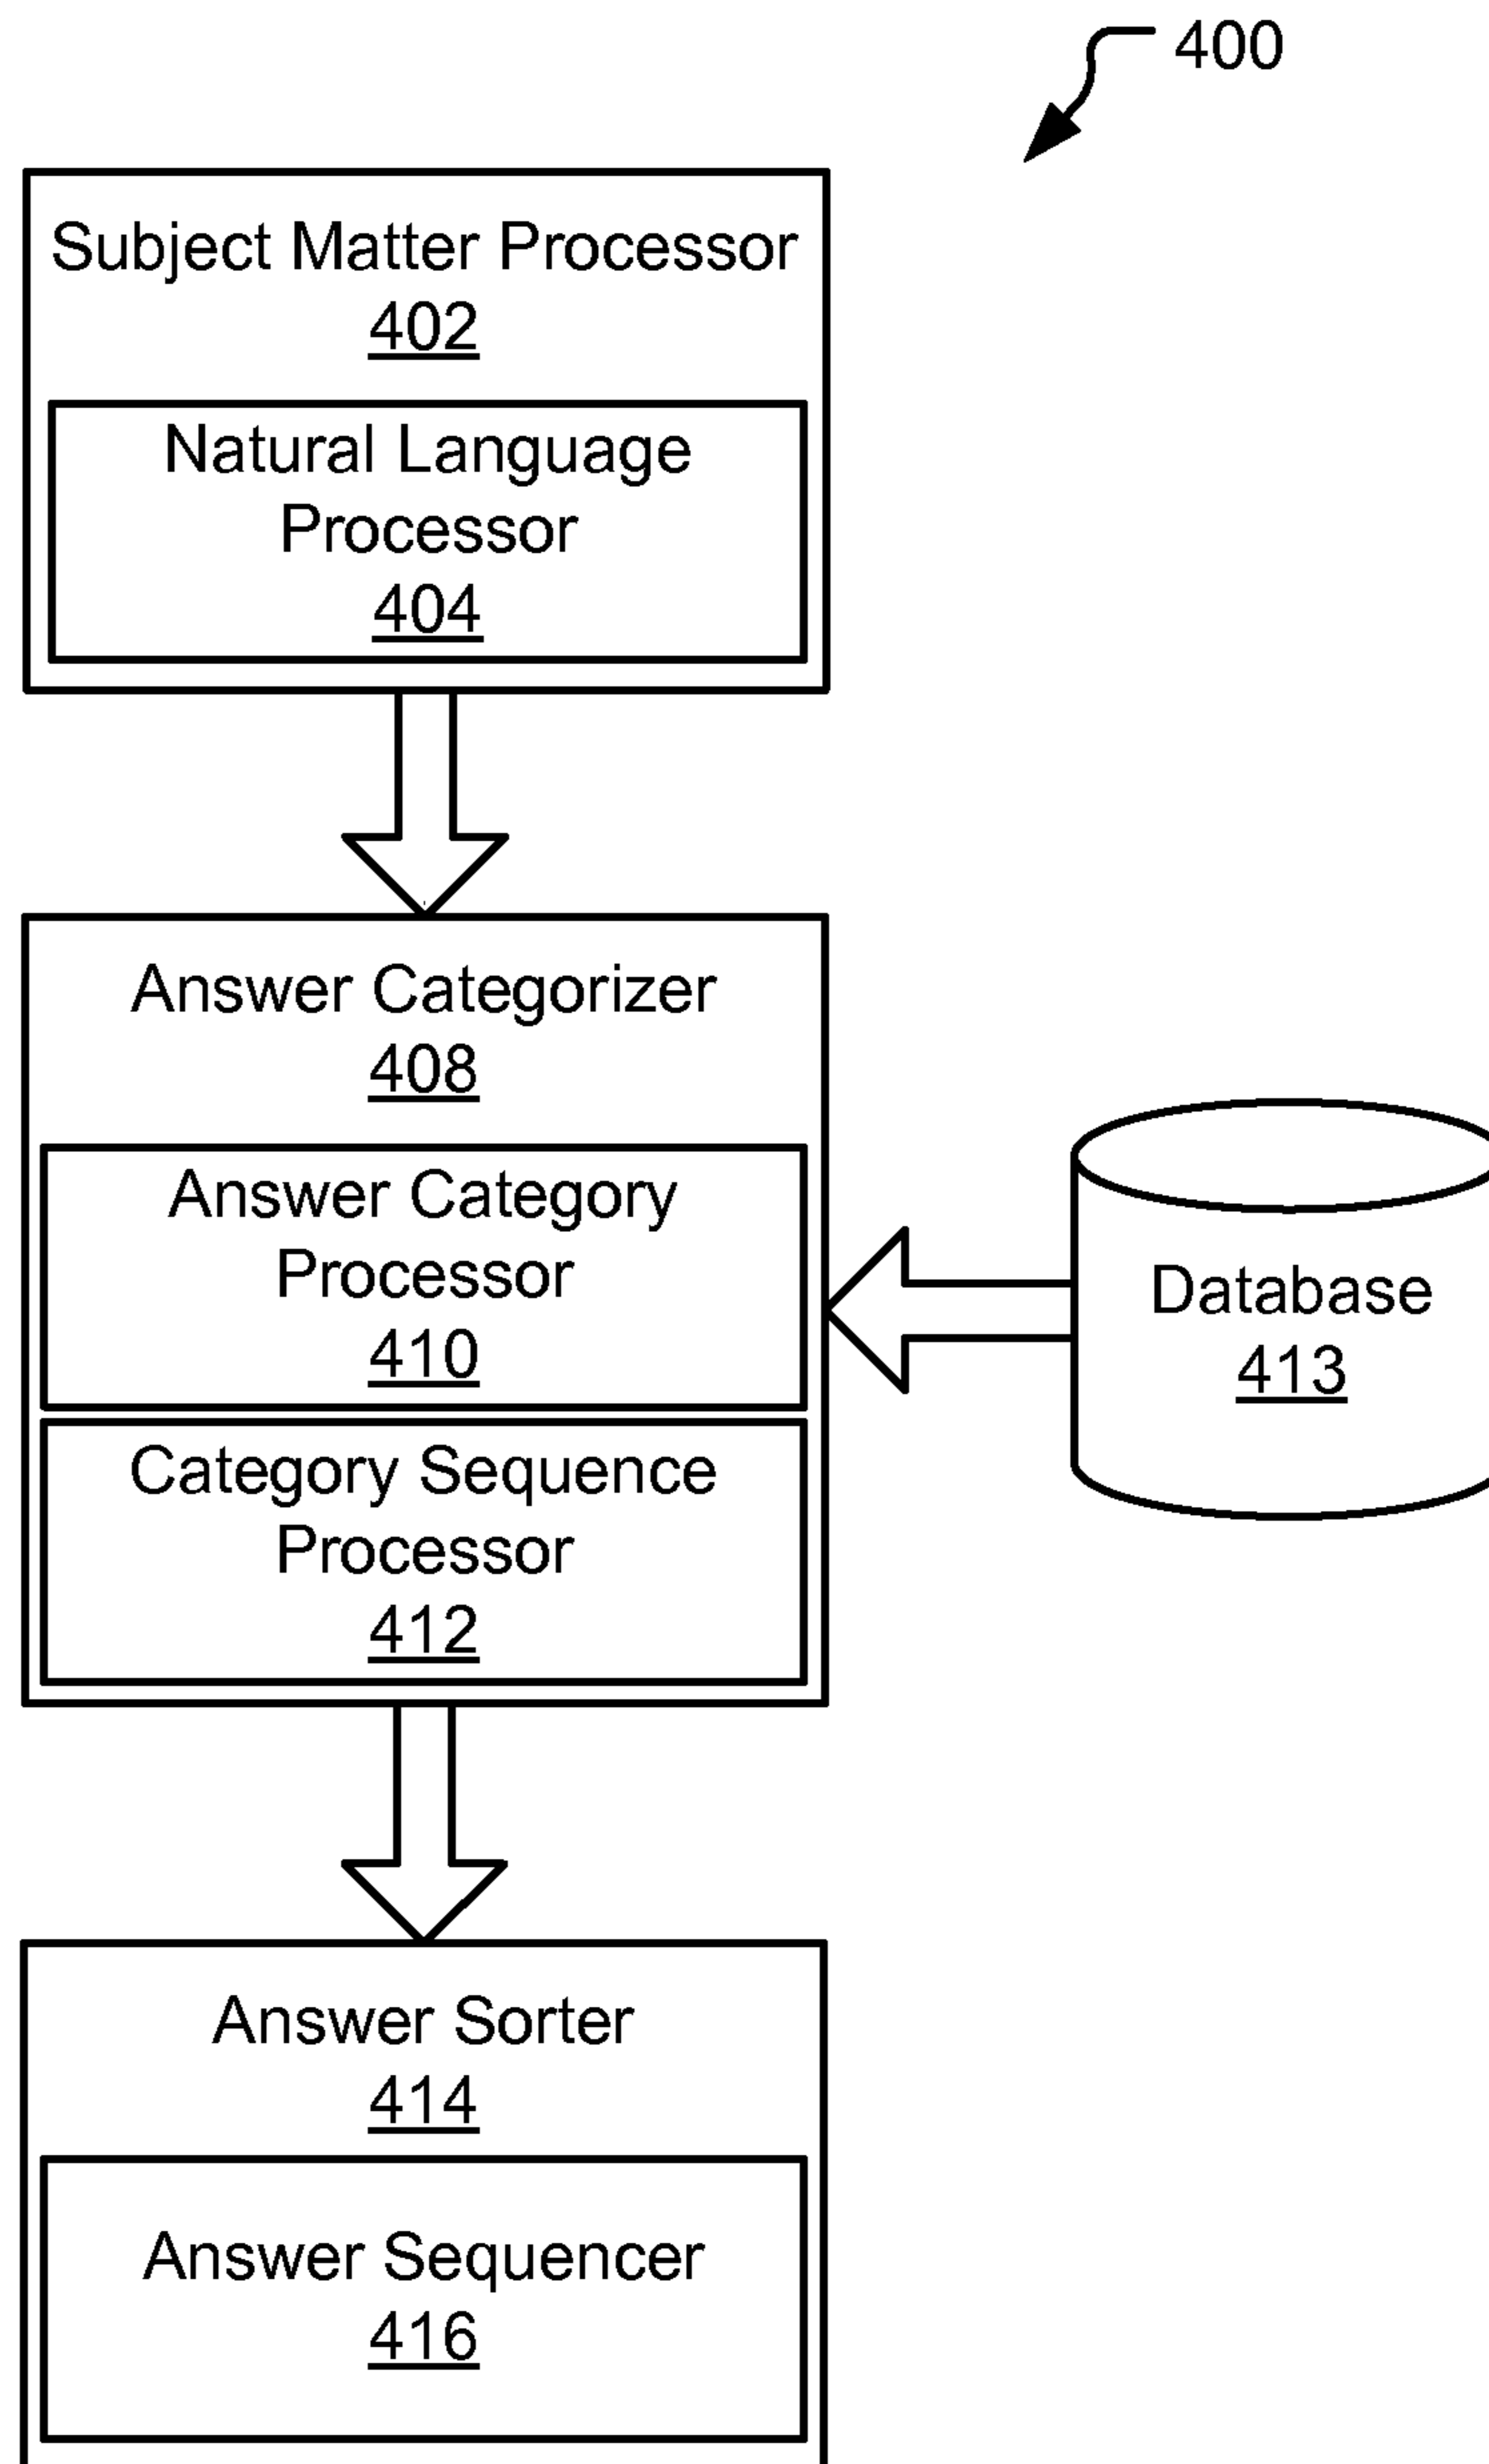 400
Subject Matter Processor
402
Natural Language
Processor
404
Answer Categorizer
408
Answer Category
Processor
410
Database
413
Category Sequence
Processor
412
Answer Sorter
414
Answer Sequencer
416